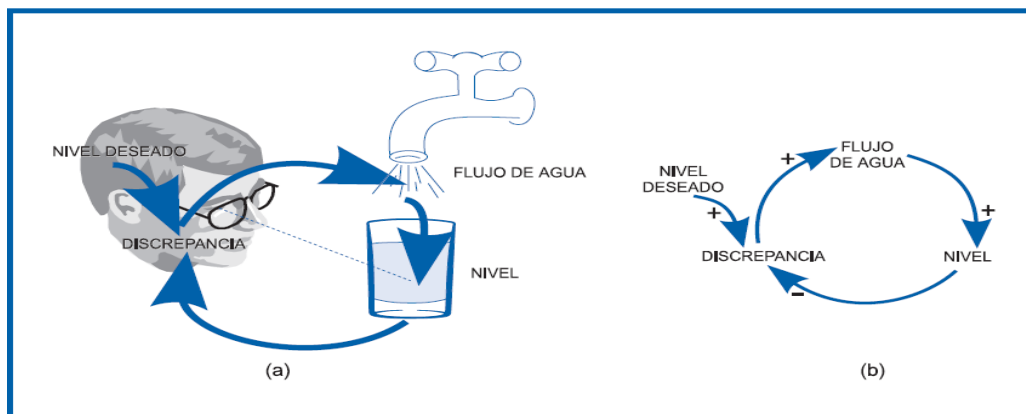 NIVEL DESEADO
DISCREPANCIA
FLUJO DE AGUA
NIVEL
(a)
NIVEL
DESEADO
+
DISCREPANCIA
+
FLUJO
DE AGUA
+
NIVEL
–
(b)